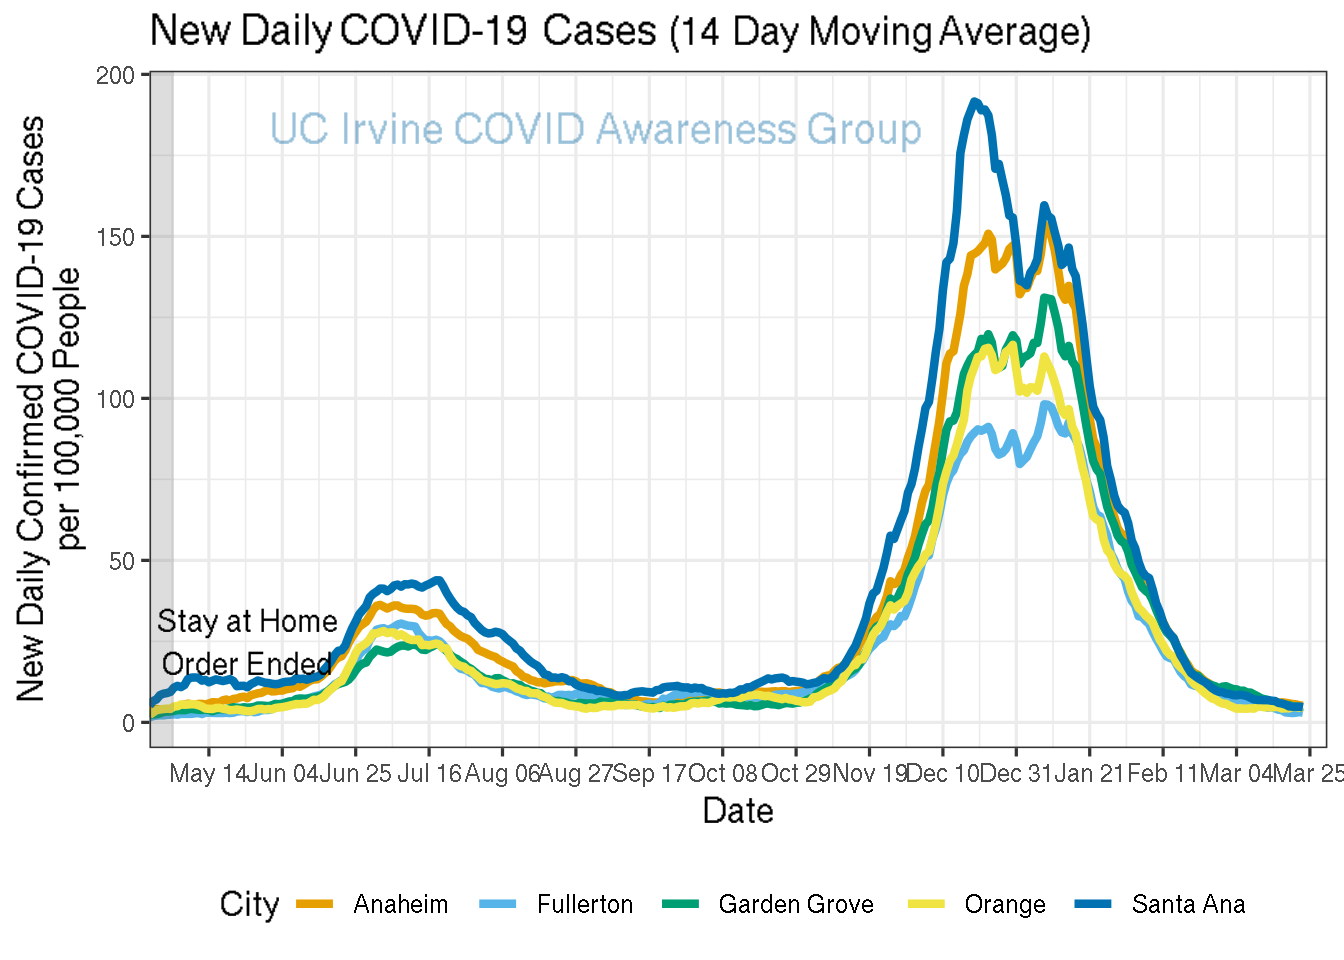 New Daily COVID-19 Cases (14 Day Moving Average)
UC Irvine COVID Awareness Group
New Daily Confirmed COVID-19 Cases
per 100,000 People
200
150
100
50
0
Stay at Home
Order Ended
May 14 Jun 04 Jun 25 Jul 16 Aug 06 Aug 27 Sep 17 Oct 08 Oct 29 Nov 19 Dec 10 Dec 31 Jan 21 Feb 11 Mar 04 Mar 25
Date
City Anaheim Fullerton Garden Grove Orange Santa Ana